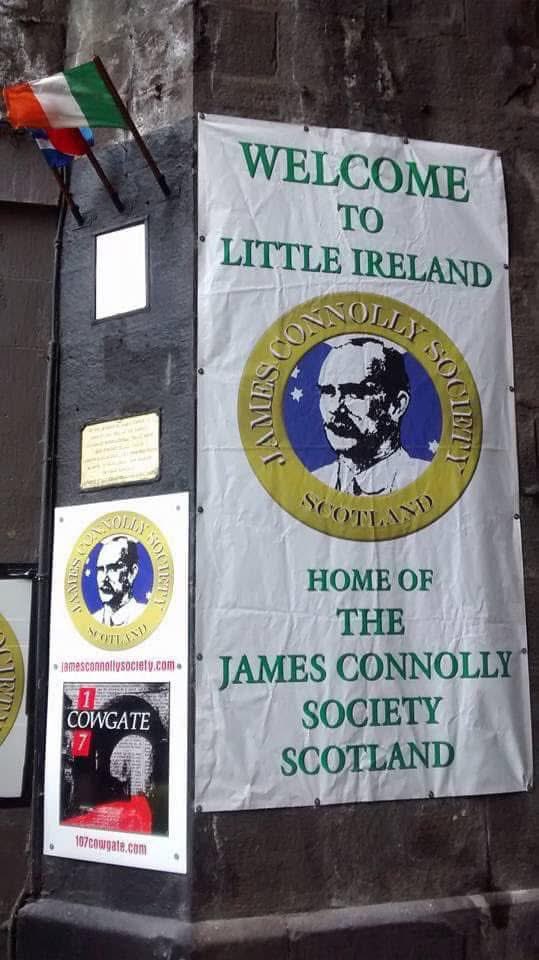 WELCOME
TO
LITTLE IRELAND
JAMES CONNOLLY SOCIETY
SCOTLAND
HOME OF
THE
JAMES CONNOLLY
SOCIETY
SCOTLAND
JAMES CONNOLLY SOCIETY
SCOTLAND
jamesconnollysociety.com
1
COWGATE
7
107cowgate.com